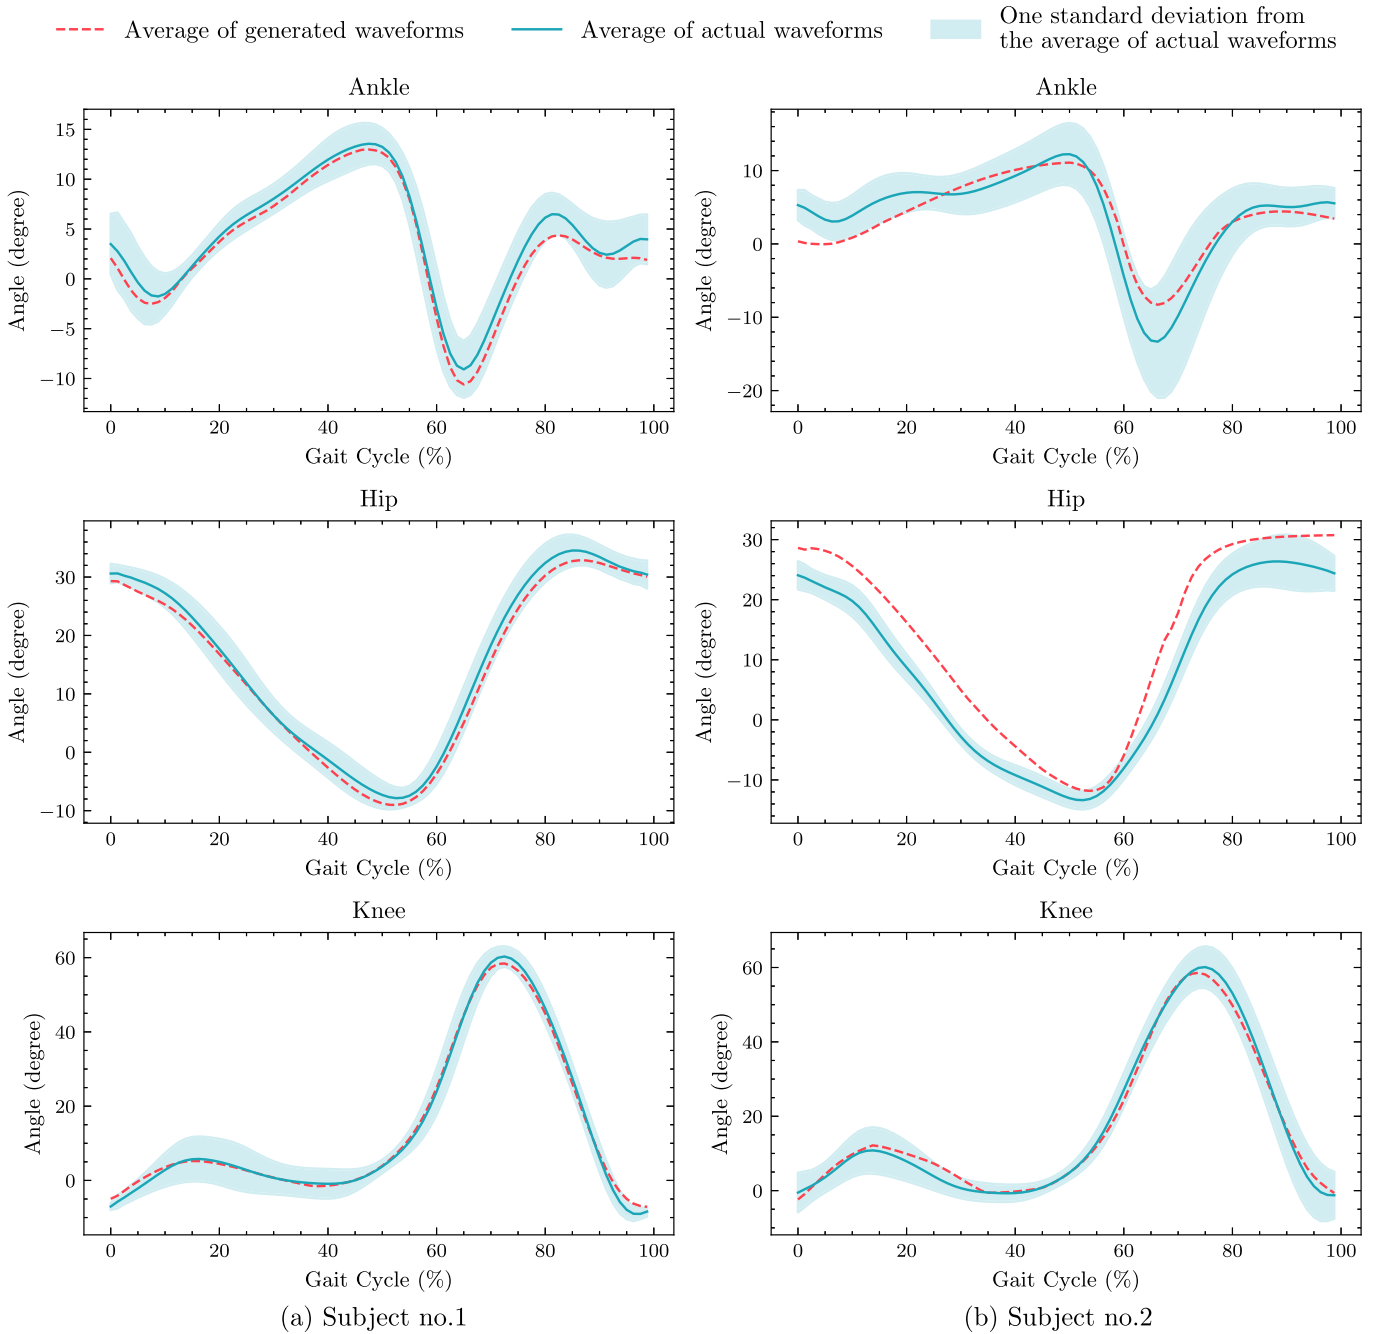 Average of generated waveforms
Average of actual waveforms
One standard deviation from
the average of actual waveforms
Ankle
Angle (degree)
15
10
5
0
−5
−10
0 20 40 60 80 100
Gait Cycle (%)
Ankle
Angle (degree)
10
0
−10
−20
0 20 40 60 80 100
Gait Cycle (%)
Hip
Angle (degree)
30
20
10
0
−10
0 20 40 60 80 100
Gait Cycle (%)
Hip
Angle (degree)
30
20
10
0
−10
0 20 40 60 80 100
Gait Cycle (%)
Knee
Angle (degree)
60
40
20
0
0 20 40 60 80 100
Gait Cycle (%)
(a) Subject no.1
Knee
Angle (degree)
60
40
20
0
0 20 40 60 80 100
Gait Cycle (%)
(b) Subject no.2